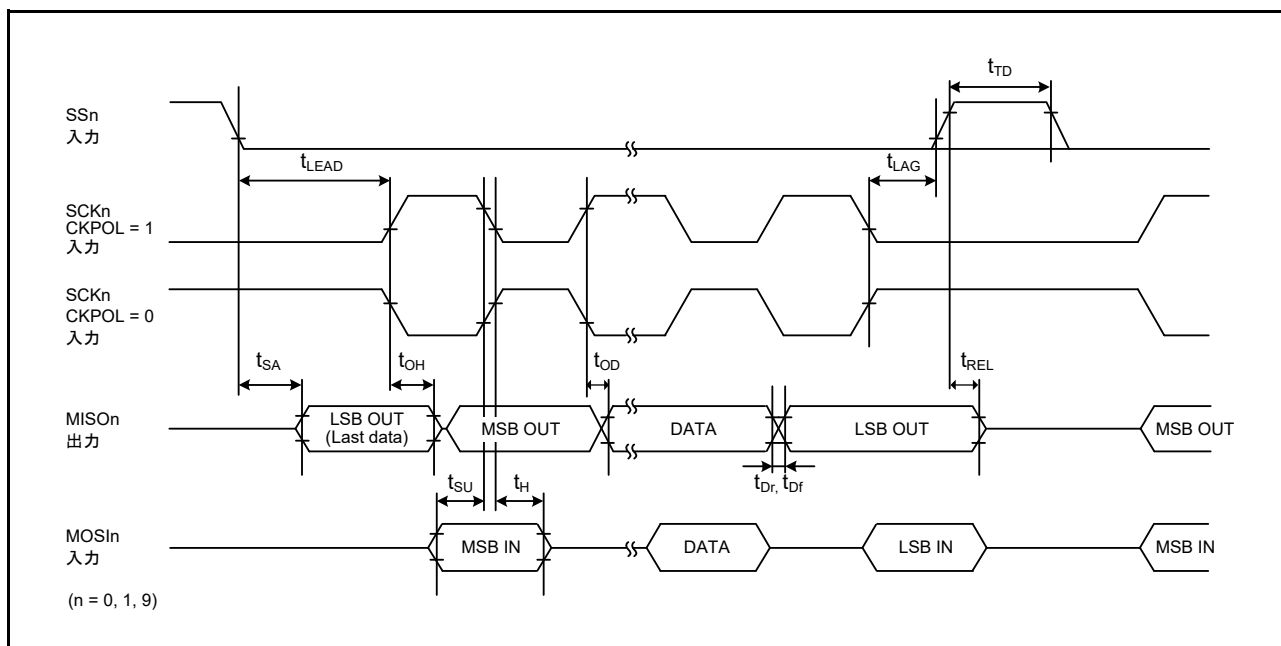 SSn
入力
tTD
tLEAD
tLAG
SCKn
CKPOL = 1
入力
SCKn
CKPOL = 0
入力
tSA
tOH
tOD
tREL
MISOn
出力
LSB OUT
(Last data)
MSB OUT
DATA
LSB OUT
MSB OUT
tSU
tH
tDr, tDf
MOSIn
入力
MSB IN
DATA
LSB IN
MSB IN
(n = 0, 1, 9)